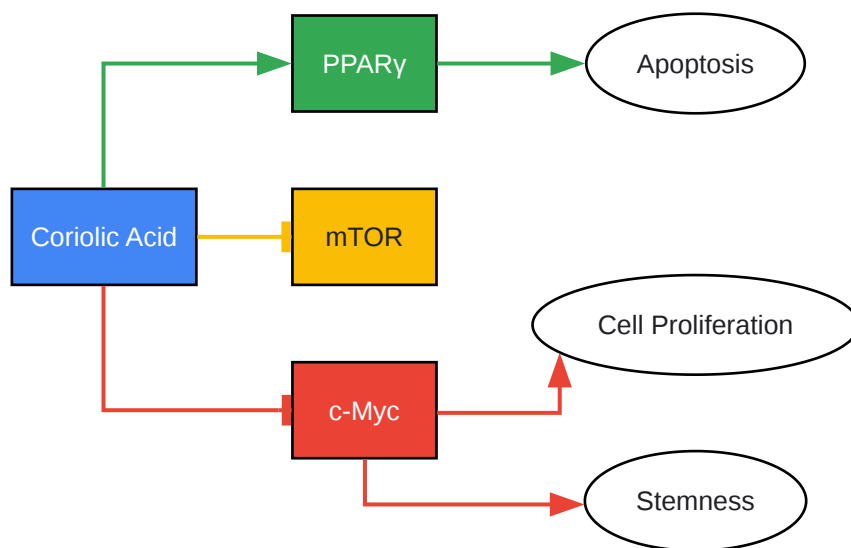 PPARγ
Apoptosis
Coriolic Acid
mTOR
Cell Proliferation
c-Myc
Stemness